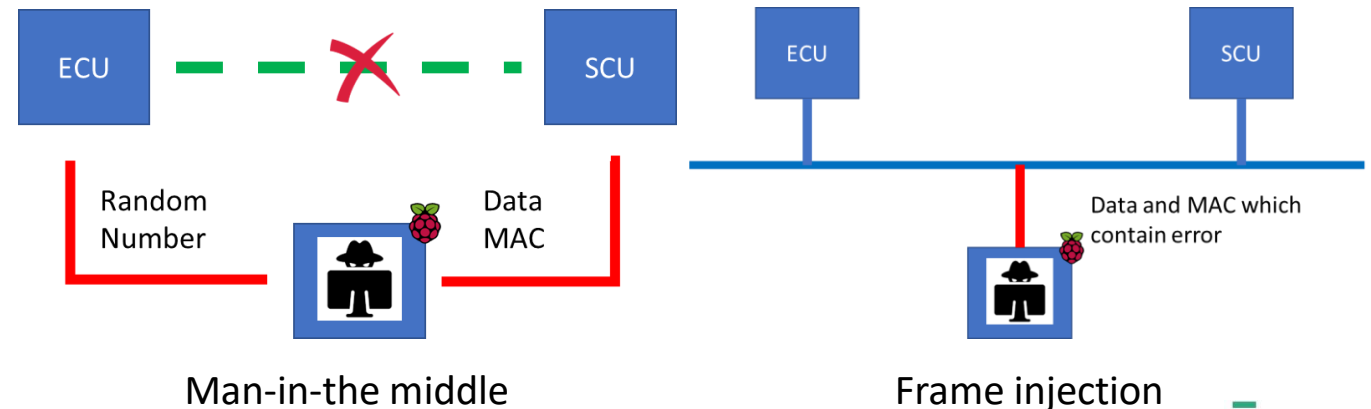 ECU
SCU
Random
Number
Data
MAC
Man-in-the middle
ECU
SCU
Data and MAC which
contain error
Frame injection